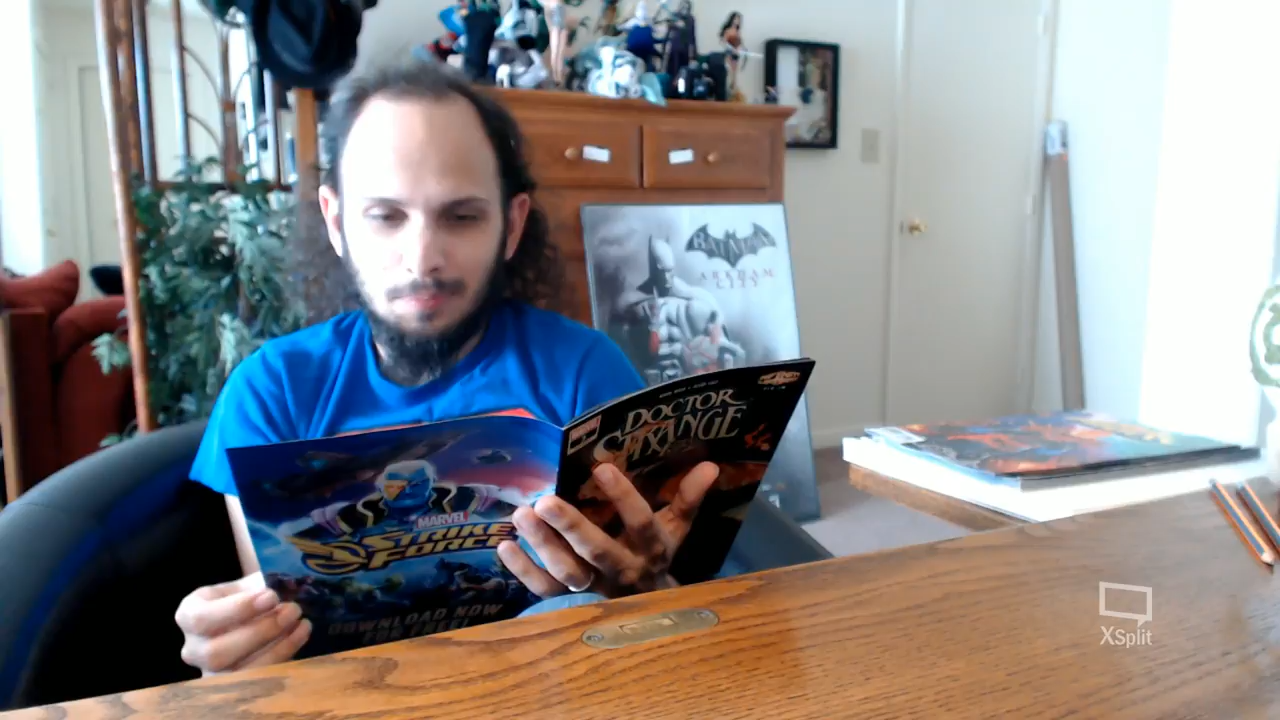 BATMAN
ARKHAM
CITY
DOCTOR
STRANGE
MARVEL
STRIKE
FORCE
DOWNLOAD NOW
FOR FREE!
XSplit